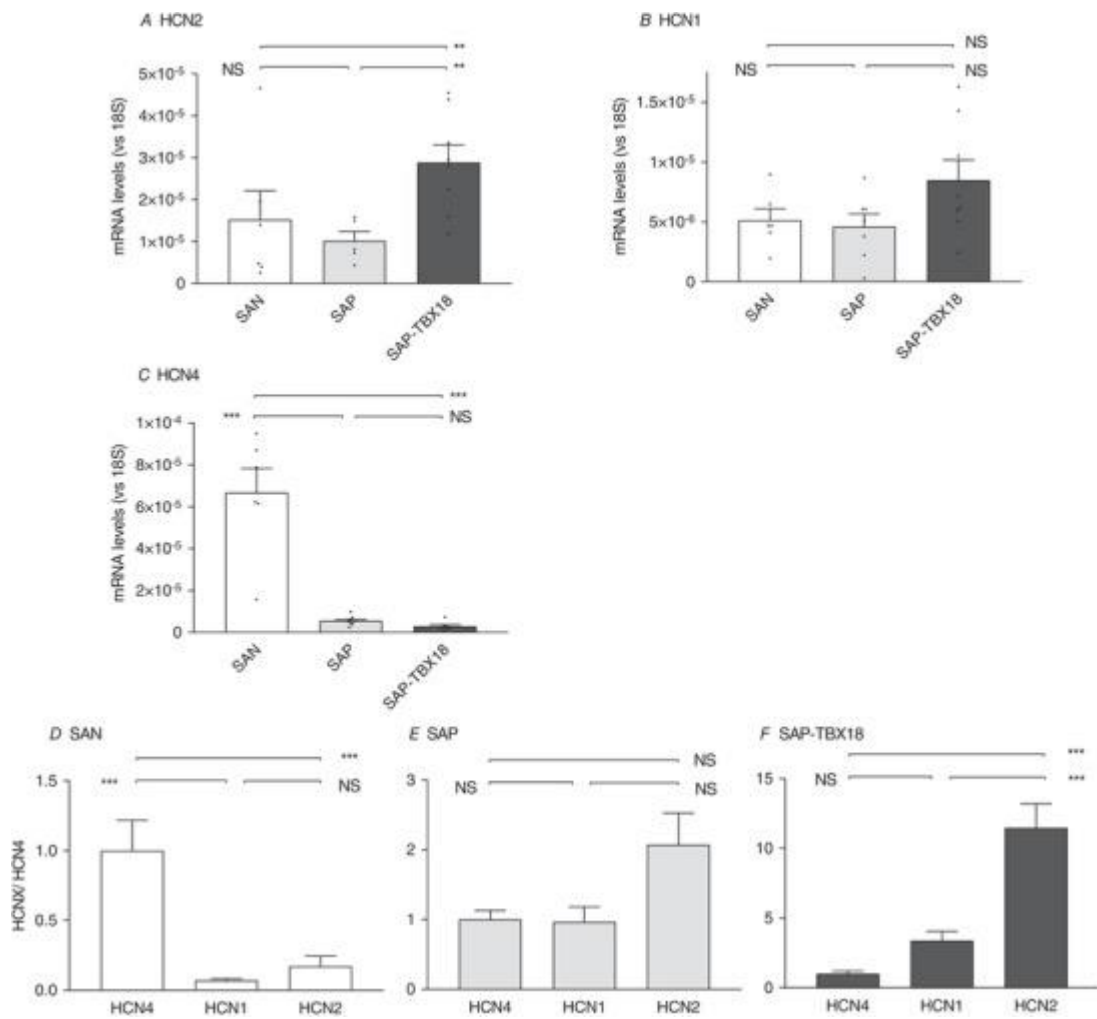 A HCN2
**
NS
**
5×10-5
4×10-5
3×10-5
2×10-5
1×10-5
0
mRNA levels (vs 18S)
SAN
SAP
SAP-TBX18
B HCN1
NS
NS
NS
1.5×10-5
1×10-5
5×10-6
0
mRNA levels (vs 18S)
SAN
SAP
SAP-TBX18
C HCN4
***
***
NS
1×10-4
8×10-5
6×10-5
4×10-5
2×10-5
0
mRNA levels (vs 18S)
SAN
SAP
SAP-TBX18
D SAN
***
***
NS
1.5
1.0
0.5
0.0
HCNX/ HCN4
HCN4
HCN1
HCN2
E SAP
NS
NS
NS
3
2
1
0
HCN4
HCN1
HCN2
F SAP-TBX18
***
NS
***
15
10
5
0
HCN4
HCN1
HCN2